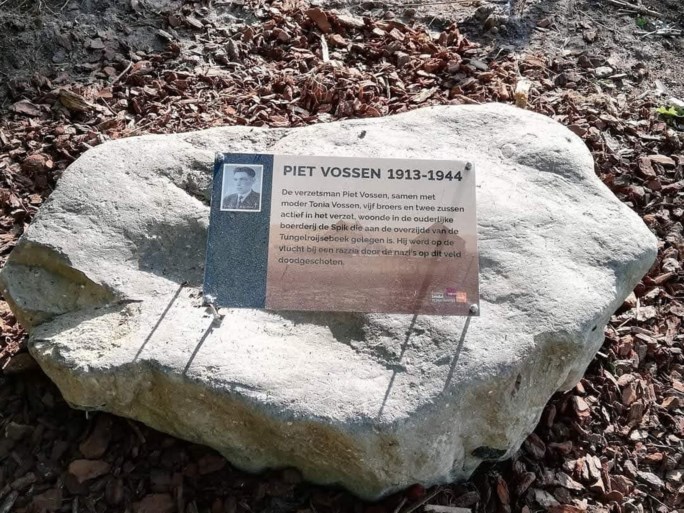 PIET VOSSEN 1913-1944
De verzetsman Piet Vossen, samen met
moder Tonia Vossen, vijf broers en twee zussen
actief in het verzet, woonde in de ouderlijke
boerderij de Spik die aan de overzijde van de
Tungelroijsebeek gelegen is. Hij werd op de
vlucht bij een razzia door de nazi's op dit veld
doodgeschoten.